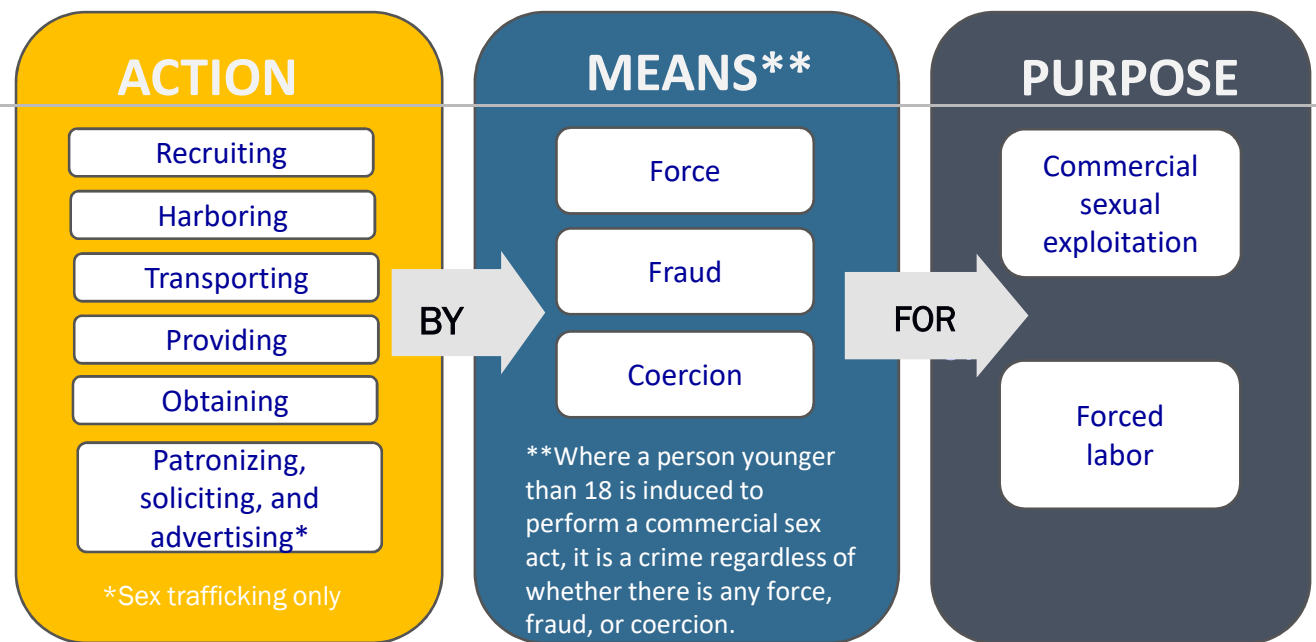 ACTION
Recruiting
Harboring
Transporting
Providing
Obtaining
Patronizing,
soliciting, and
advertising*
*Sex trafficking only
BY
MEANS**
Force
Fraud
Coercion
**Where a person younger
than 18 is induced to
perform a commercial sex
act, it is a crime regardless of
whether there is any force,
fraud, or coercion.
FOR
PURPOSE
Commercial
sexual
exploitation
Forced
labor